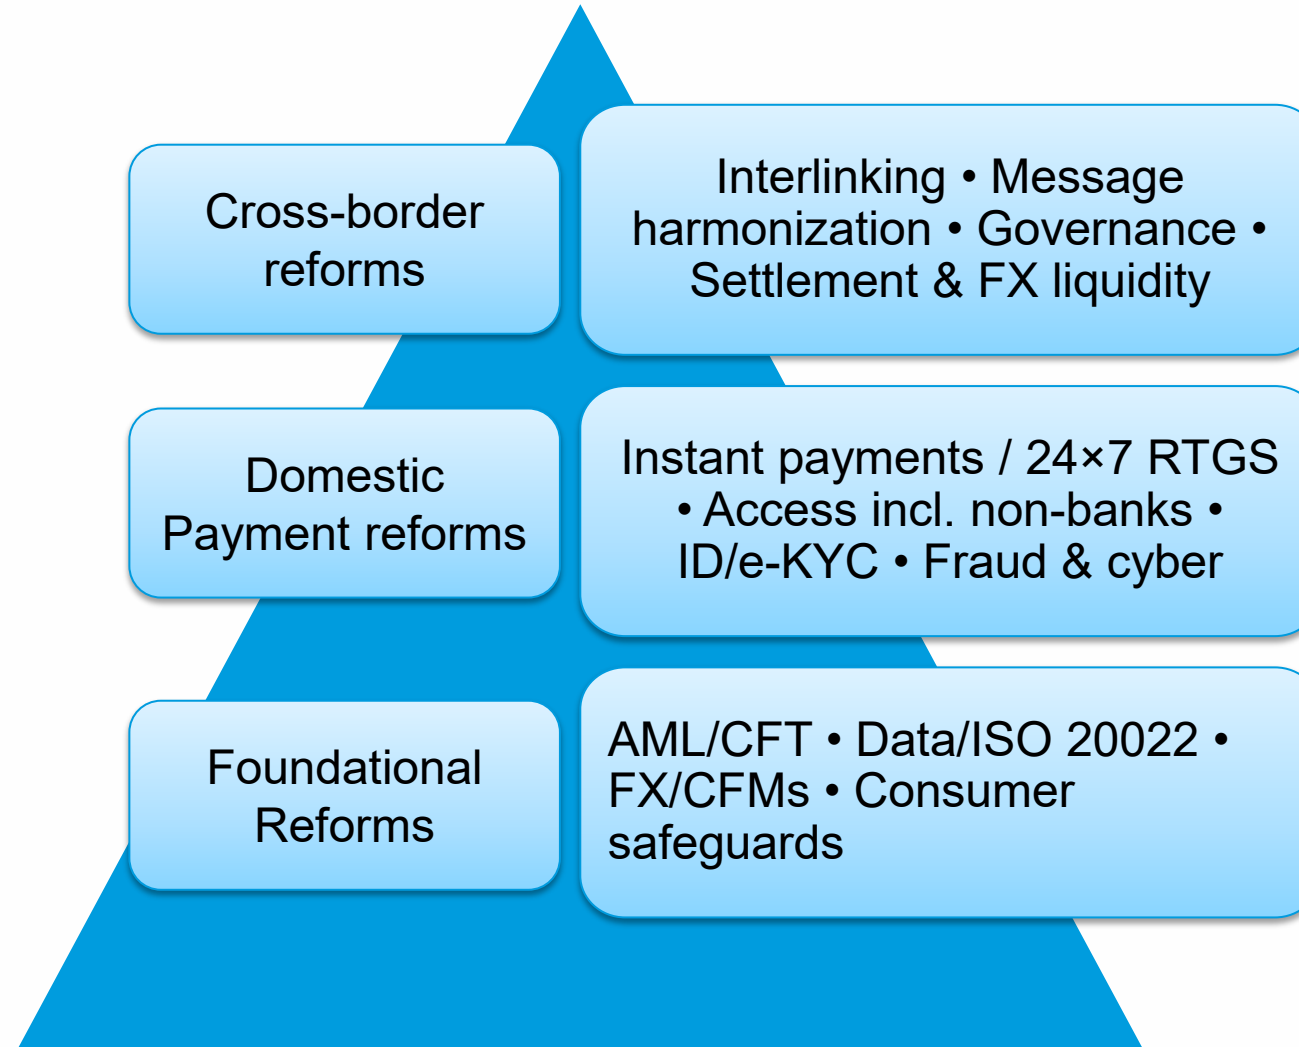 Cross-border
reforms
Interlinking • Message
harmonization • Governance •
Settlement & FX liquidity
Domestic
Payment reforms
Instant payments / 24×7 RTGS
• Access incl. non-banks •
ID/e-KYC • Fraud & cyber
Foundational
Reforms
AML/CFT • Data/ISO 20022 •
FX/CFMs • Consumer
safeguards